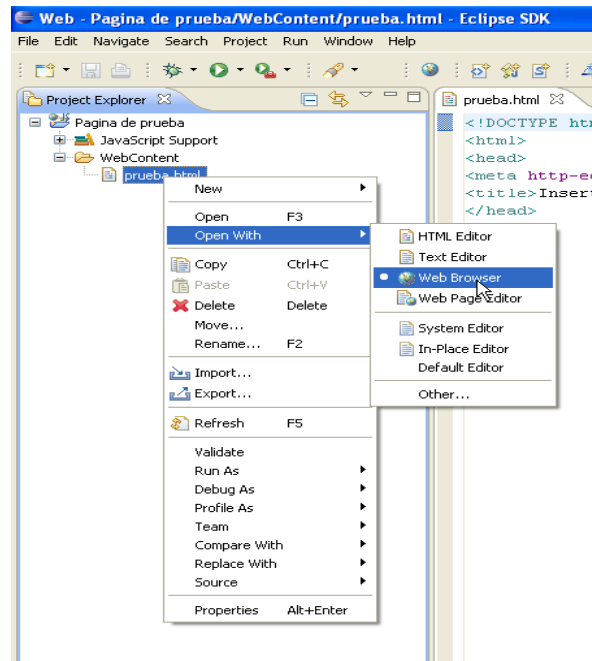 Web - Pagina de prueba/WebContent/prueba.html - Eclipse SDK
File Edit Navigate Search Project Run Window Help
Project Explorer
prueba.html
Pagina de prueba
JavaScript Support
WebContent
prueba.html
<!DOCTYPE
<html>
<head>
<meta
<title>
</head>
New
Open F3
Open With
Copy Ctrl+C
Paste Ctrl+V
Delete Delete
Move...
Rename... F2
Import...
Export...
Refresh F5
Validate
Run As
Debug As
Profile As
Team
Compare With
Replace With
Source
Properties Alt+Enter
HTML Editor
Text Editor
Web Browser
Web Page Editor
System Editor
In-Place Editor
Default Editor
Other...